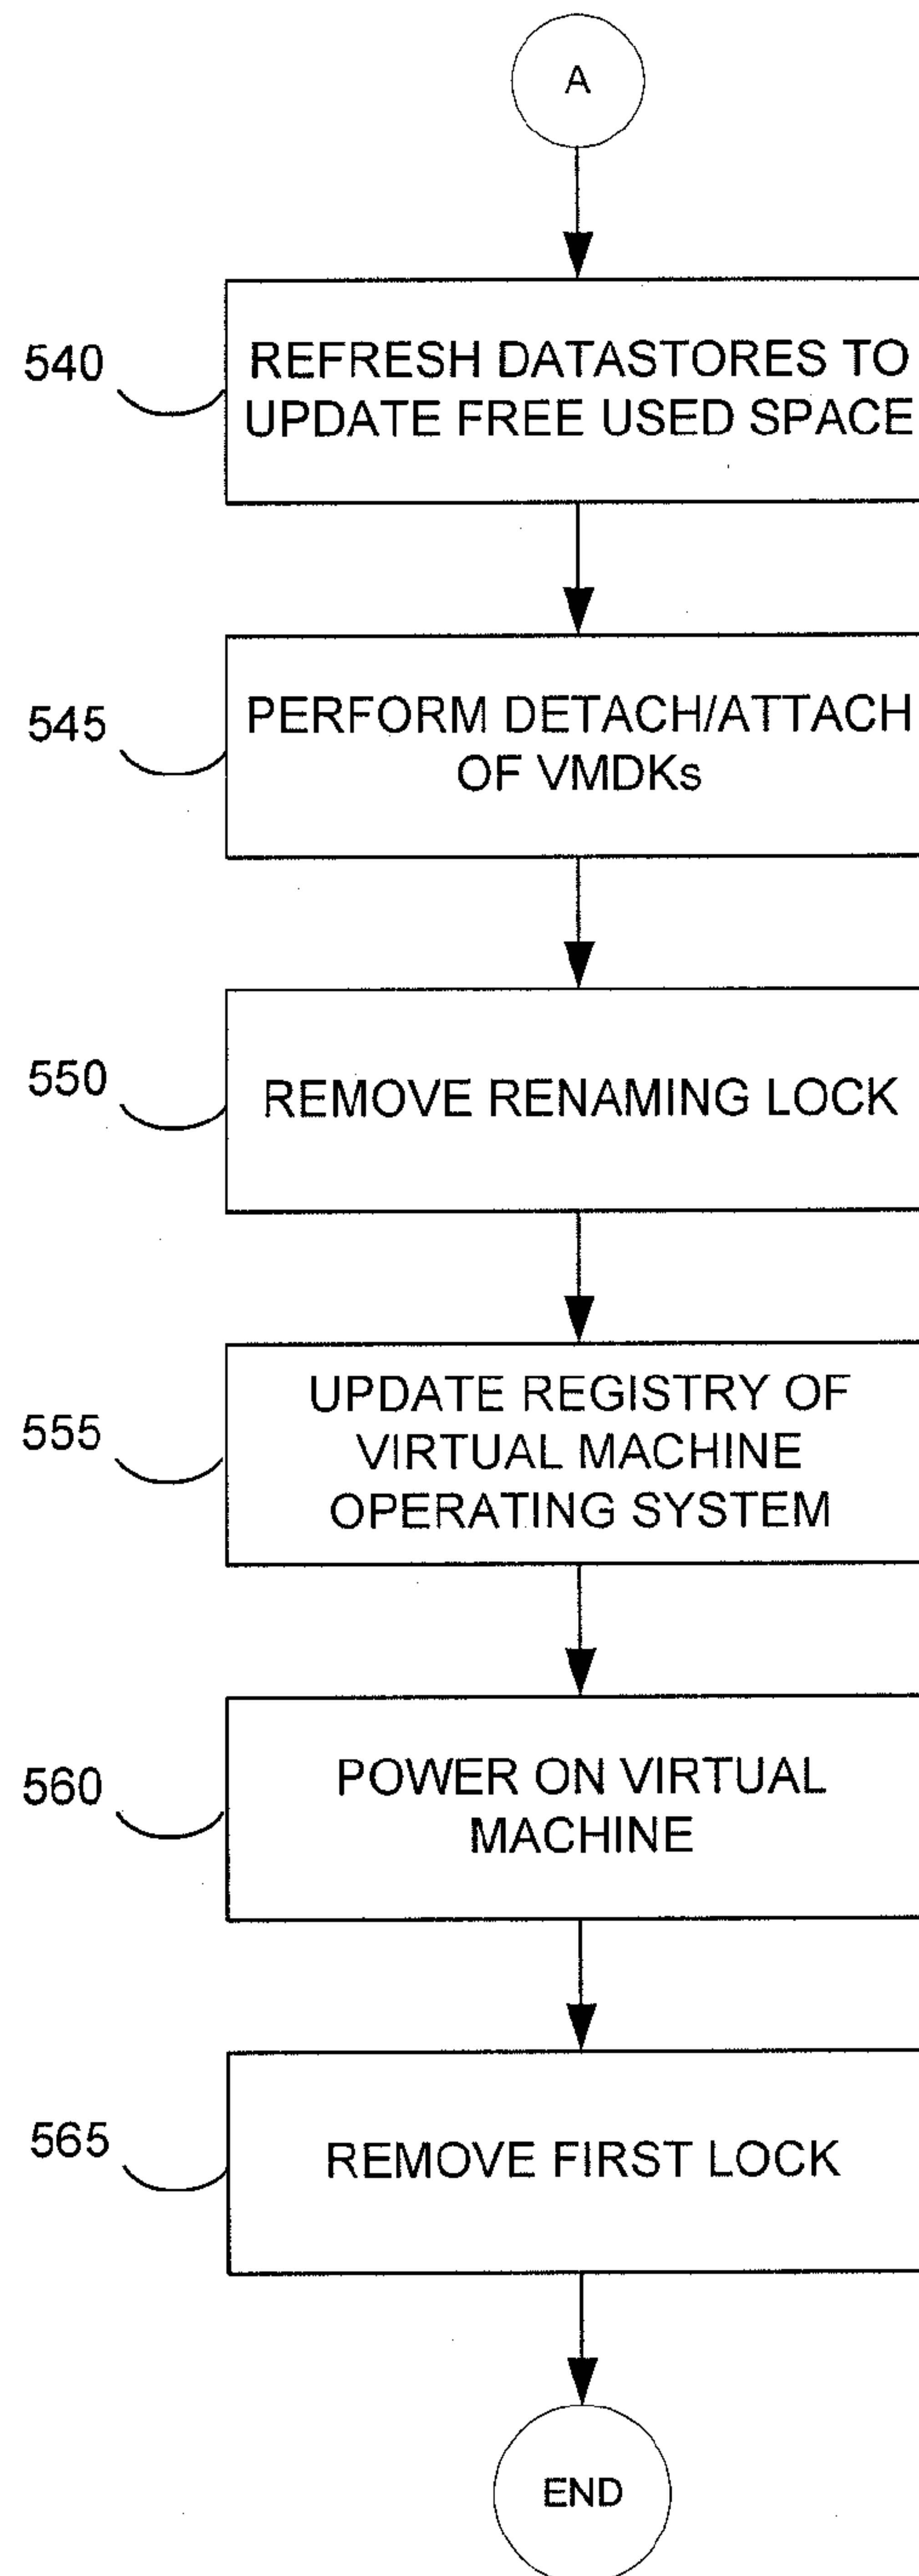 A
540
REFRESH DATASTORES TO
UPDATE FREE USED SPACE
545
PERFORM DETACH/ATTACH
OF VMDKs
550
REMOVE RENAMING LOCK
555
UPDATE REGISTRY OF
VIRTUAL MACHINE
OPERATING SYSTEM
560
POWER ON VIRTUAL
MACHINE
565
REMOVE FIRST LOCK
END